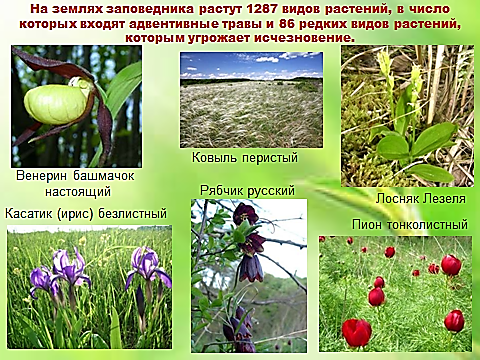 На землях заповедника растут 1287 видов растений, в число
которых входят адвентивные травы и 86 редких видов растений,
которым угрожает исчезновение.
Венерин башмачок
настоящий
Ковыль перистый
Лосняк Лезеля
Касатик (ирис) безлистный
Рябчик русский
Пион тонколистный